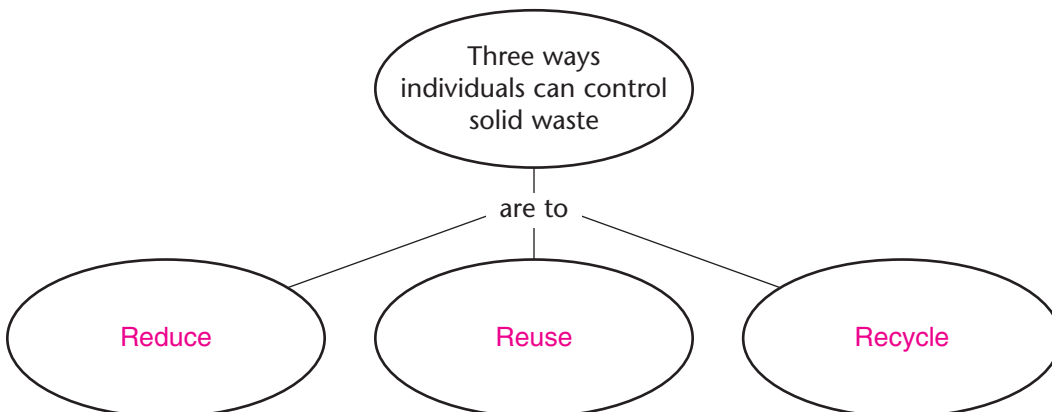 Three ways
individuals can control
solid waste
are to
Reduce
Reuse
Recycle